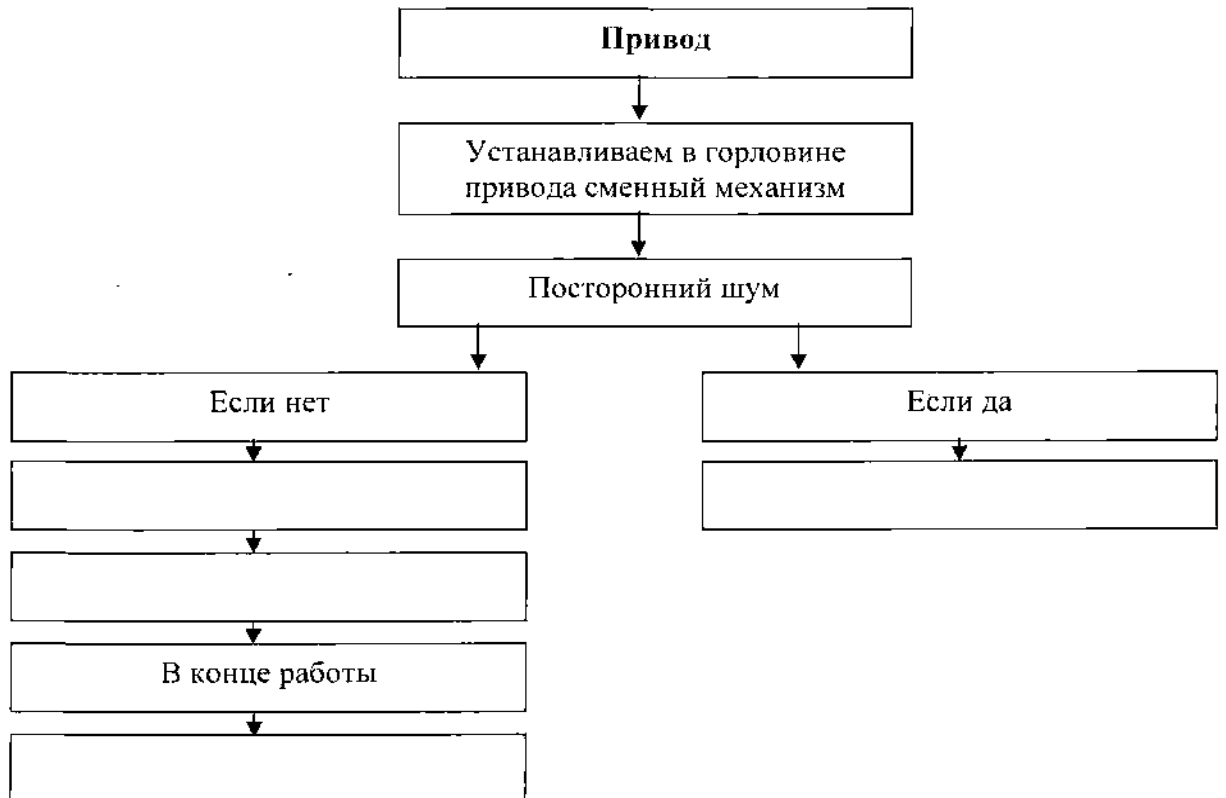 Привод
Устанавливаем в горловине
привода сменный механизм
Посторонний шум
Если нет
Если да
В конце работы